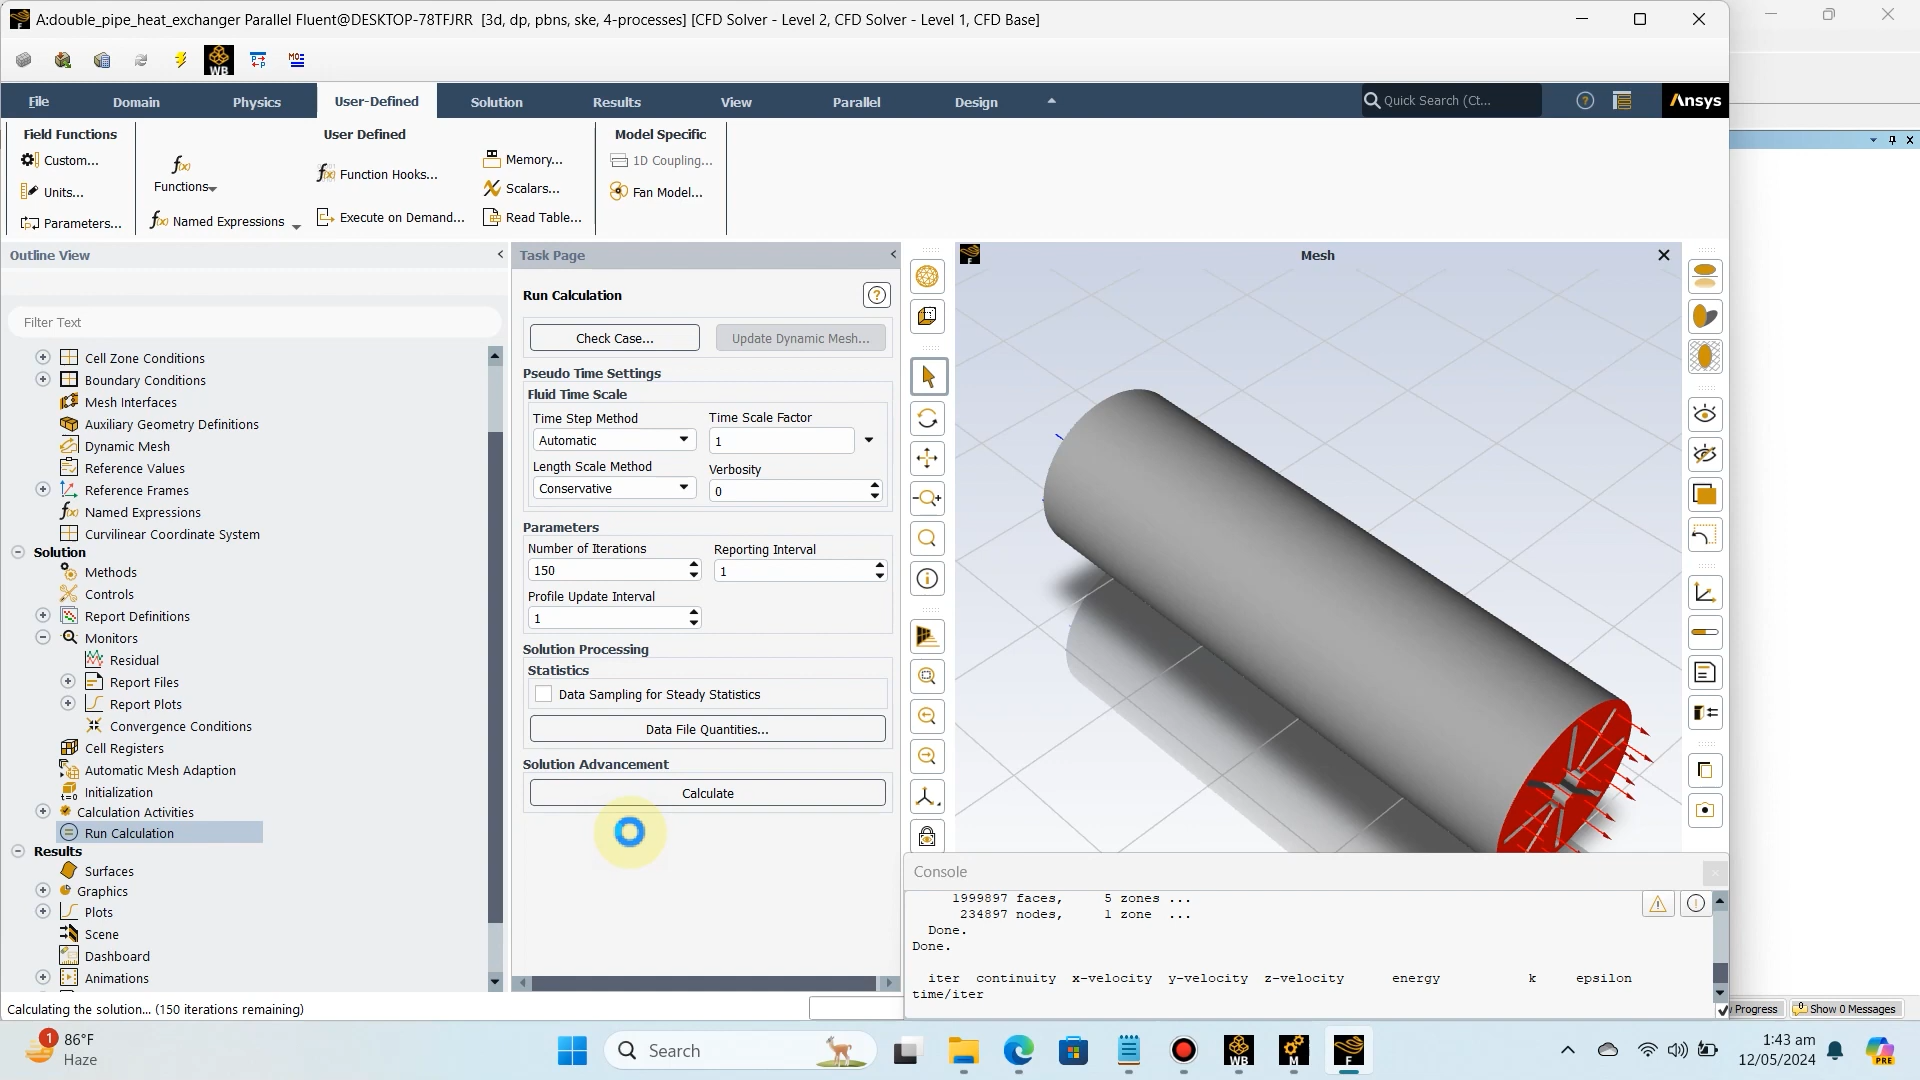 A:double_pipe_heat_exchanger Parallel Fluent@DESKTOP-78TFJRR [3d, dp, pbns, ske, 4-processes] [CFD Solver - Level 2, CFD Solver - Level 1, CFD Base]
WB
File Domain Physics User-Defined Solution Results View Parallel Design Quick Search (Ct... Ansys
Field Functions User Defined Model Specific
Custom... Memory... 1D Coupling...
Functions Function Hooks... Scalars...
Units... Fan Model...
Parameters... Named Expressions Execute on Demand... Read Table...
Outline View
Filter Text
Cell Zone Conditions
Boundary Conditions
Mesh Interfaces
Auxiliary Geometry Definitions
Dynamic Mesh
Reference Values
Reference Frames
Named Expressions
Curvilinear Coordinate System
Solution
Methods
Controls
Report Definitions
Monitors
Residual
Report Files
Report Plots
Convergence Conditions
Cell Registers
Automatic Mesh Adaption
Initialization
Calculation Activities
Run Calculation
Results
Surfaces
Graphics
Plots
Scene
Dashboard
Animations
Task Page
Run Calculation
Check Case... Update Dynamic Mesh...
Pseudo Time Settings
Fluid Time Scale
Time Step Method Time Scale Factor
Automatic 1
Length Scale Method Verbosity
Conservative 0
Parameters
Number of Iterations Reporting Interval
150 1
Profile Update Interval
1
Solution Processing
Statistics
Data Sampling for Steady Statistics
Data File Quantities...
Solution Advancement
Calculate
Mesh
Console
1999897 faces, 5 zones ...
234897 nodes, 1 zone ...
Done.
Done.
iter continuity x-velocity y-velocity z-velocity energy k epsilon
time/iter
Calculating the solution... (150 iterations remaining)
Progress Show 0 Messages
1 86°F
Haze
Search
WB M F
1:43 am
12/05/2024
PRE